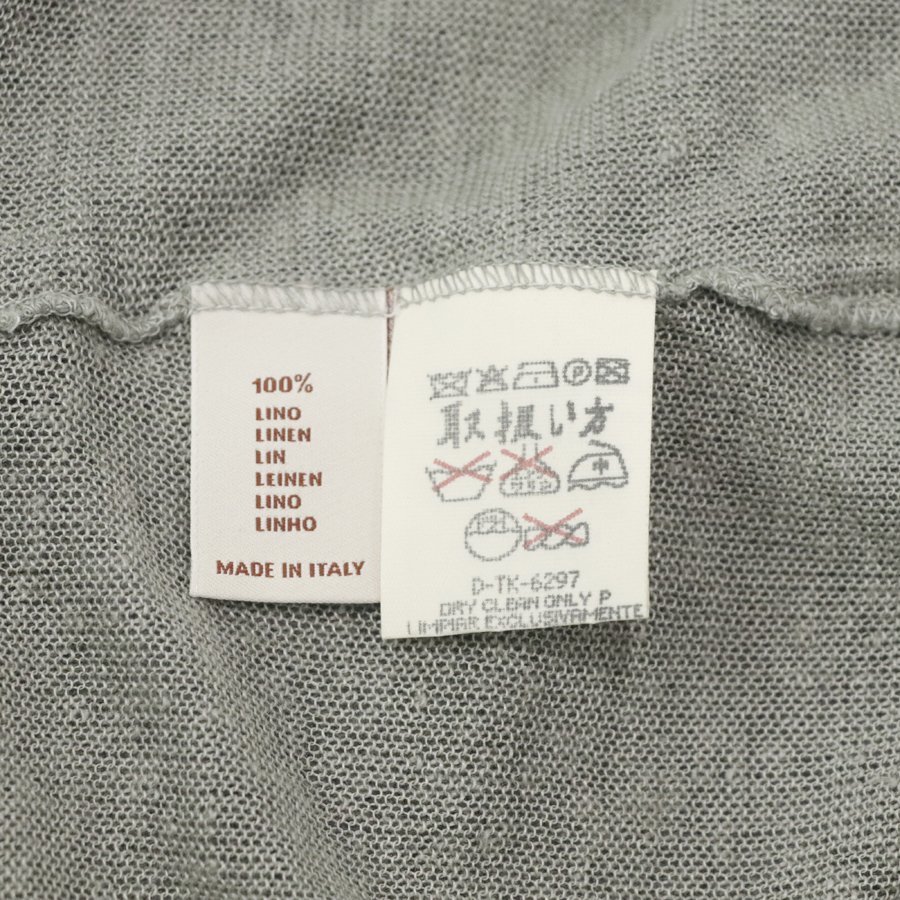 100%
LINO
LINEN
LIN
LEINEN
LINO
LINHO
MADE IN ITALY
P
取扱い方
D-TK-6297
DRY CLEAN ONLY P
LIMPIAR EXCLUSIVAMENTE